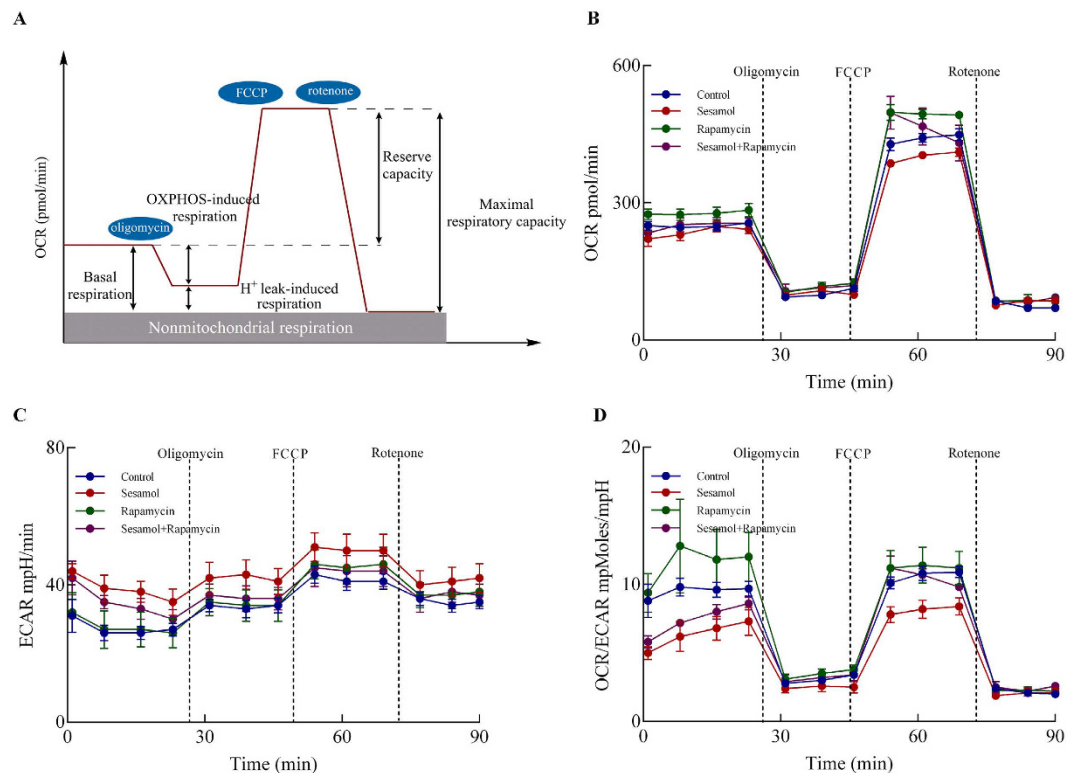 A
OCR (pmol/min)
FCCP
rotenone
OXPHOS-induced
respiration
oligomycin
Reserve
capacity
Maximal
respiratory capacity
Basal
respiration
H+ leak-induced
respiration
Nonmitochondrial respiration
B
Oligomycin
FCCP
Rotenone
Control
Sesamol
Rapamycin
Sesamol+Rapamycin
OCR pmol/min
600
300
0
0
30
60
90
Time (min)
C
Oligomycin
FCCP
Rotenone
Control
Sesamol
Rapamycin
Sesamol+Rapamycin
ECAR mpH/min
80
40
0
0
30
60
90
Time (min)
D
Oligomycin
FCCP
Rotenone
Control
Sesamol
Rapamycin
Sesamol+Rapamycin
OCR/ECAR mpMoles/mpH
20
10
0
0
30
60
90
Time (min)